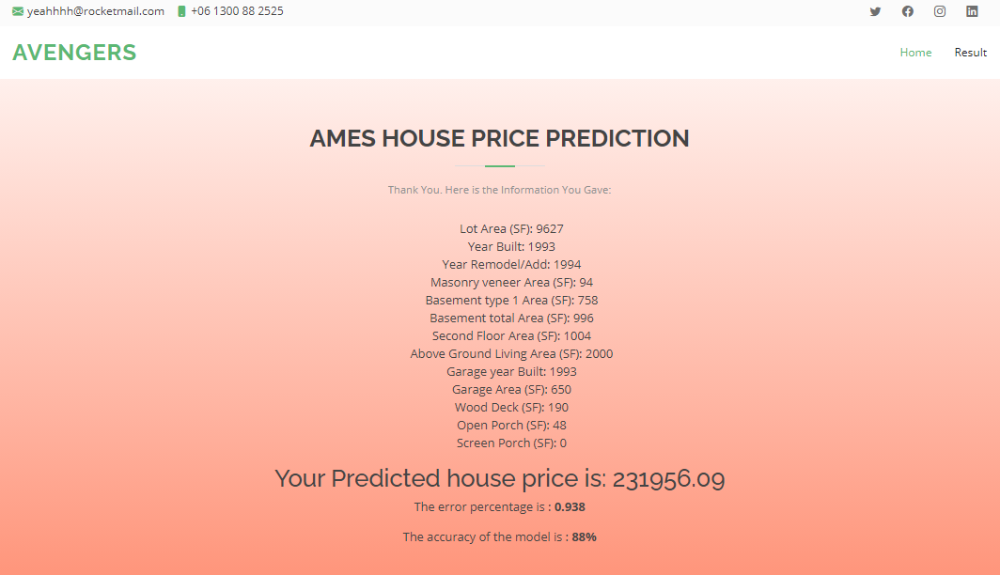 yeahhhh@rocketmail.com +06 1300 88 2525
AVENGERS
Home Result
AMES HOUSE PRICE PREDICTION
Thank You. Here is the Information You Gave:
Lot Area (SF): 9627
Year Built: 1993
Year Remodel/Add: 1994
Masonry veneer Area (SF): 94
Basement type 1 Area (SF): 758
Basement total Area (SF): 996
Second Floor Area (SF): 1004
Above Ground Living Area (SF): 2000
Garage year Built: 1993
Garage Area (SF): 650
Wood Deck (SF): 190
Open Porch (SF): 48
Screen Porch (SF): 0
Your Predicted house price is: 231956.09
The error percentage is : 0.938
The accuracy of the model is : 88%